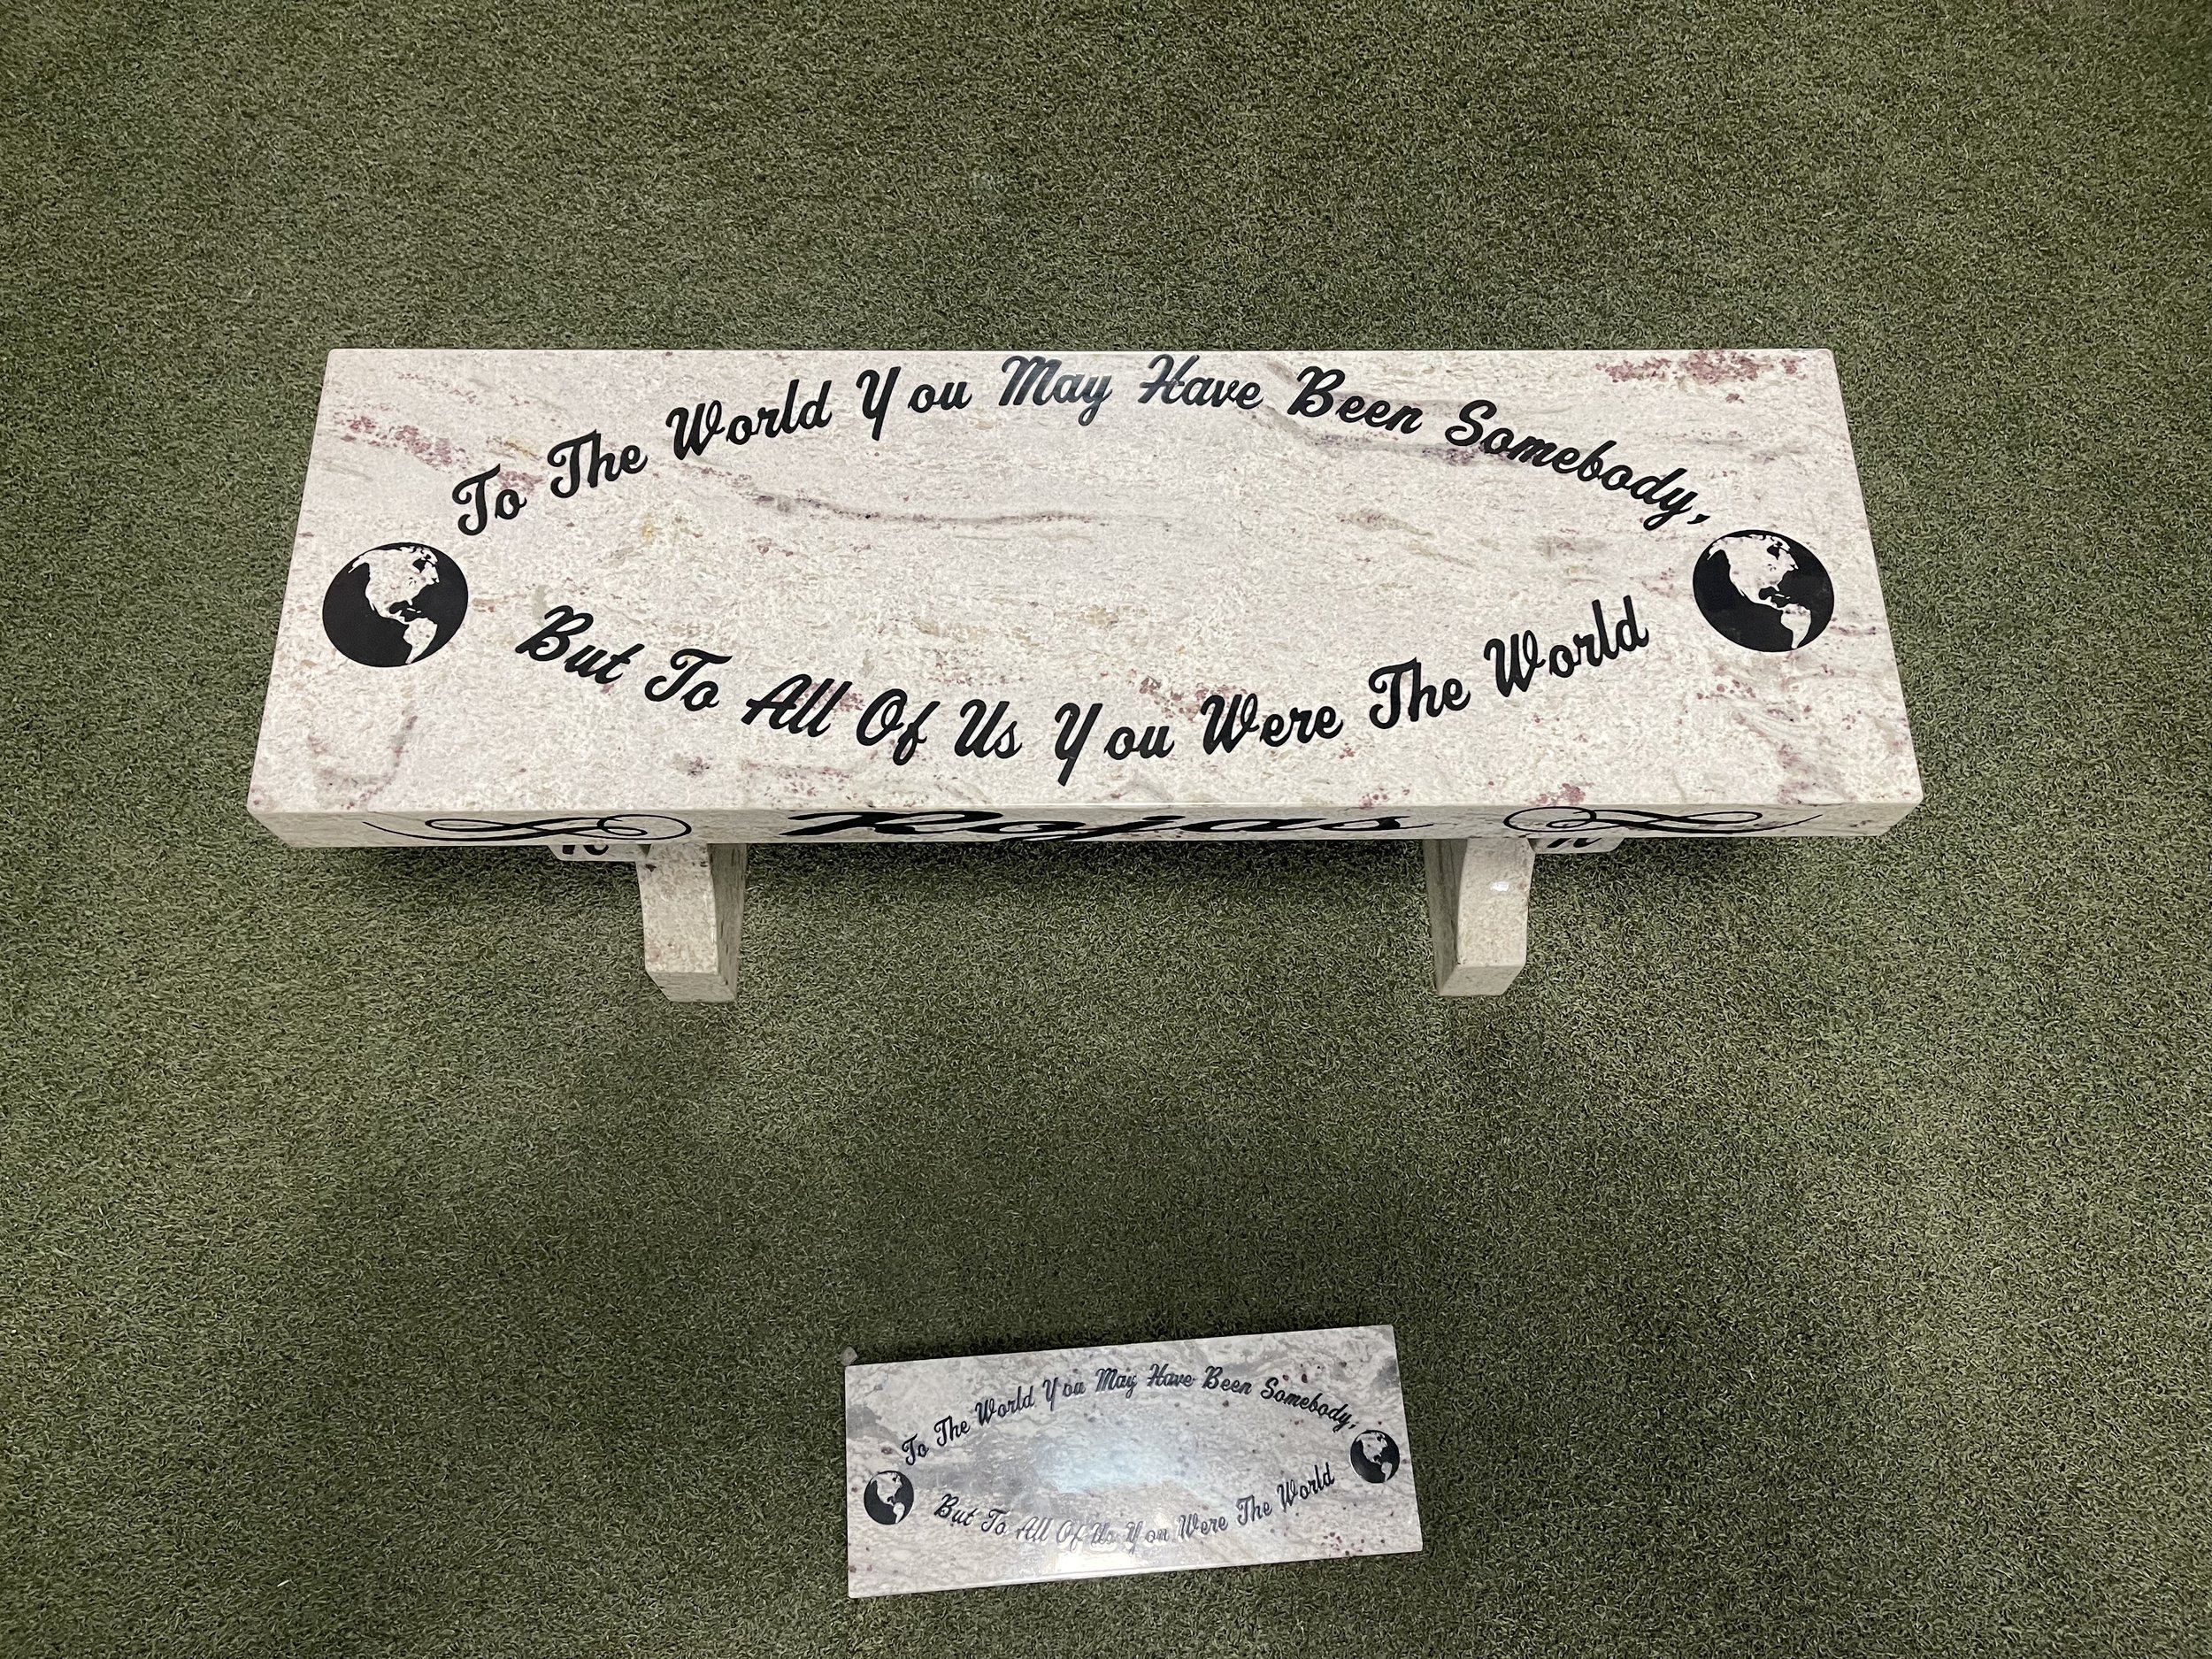 To The World You May Have Been Somebody,
But To All Of Us You Were The World
Rojas
To The World You May Have Been Somebody,
But To All Of Us You Were The World